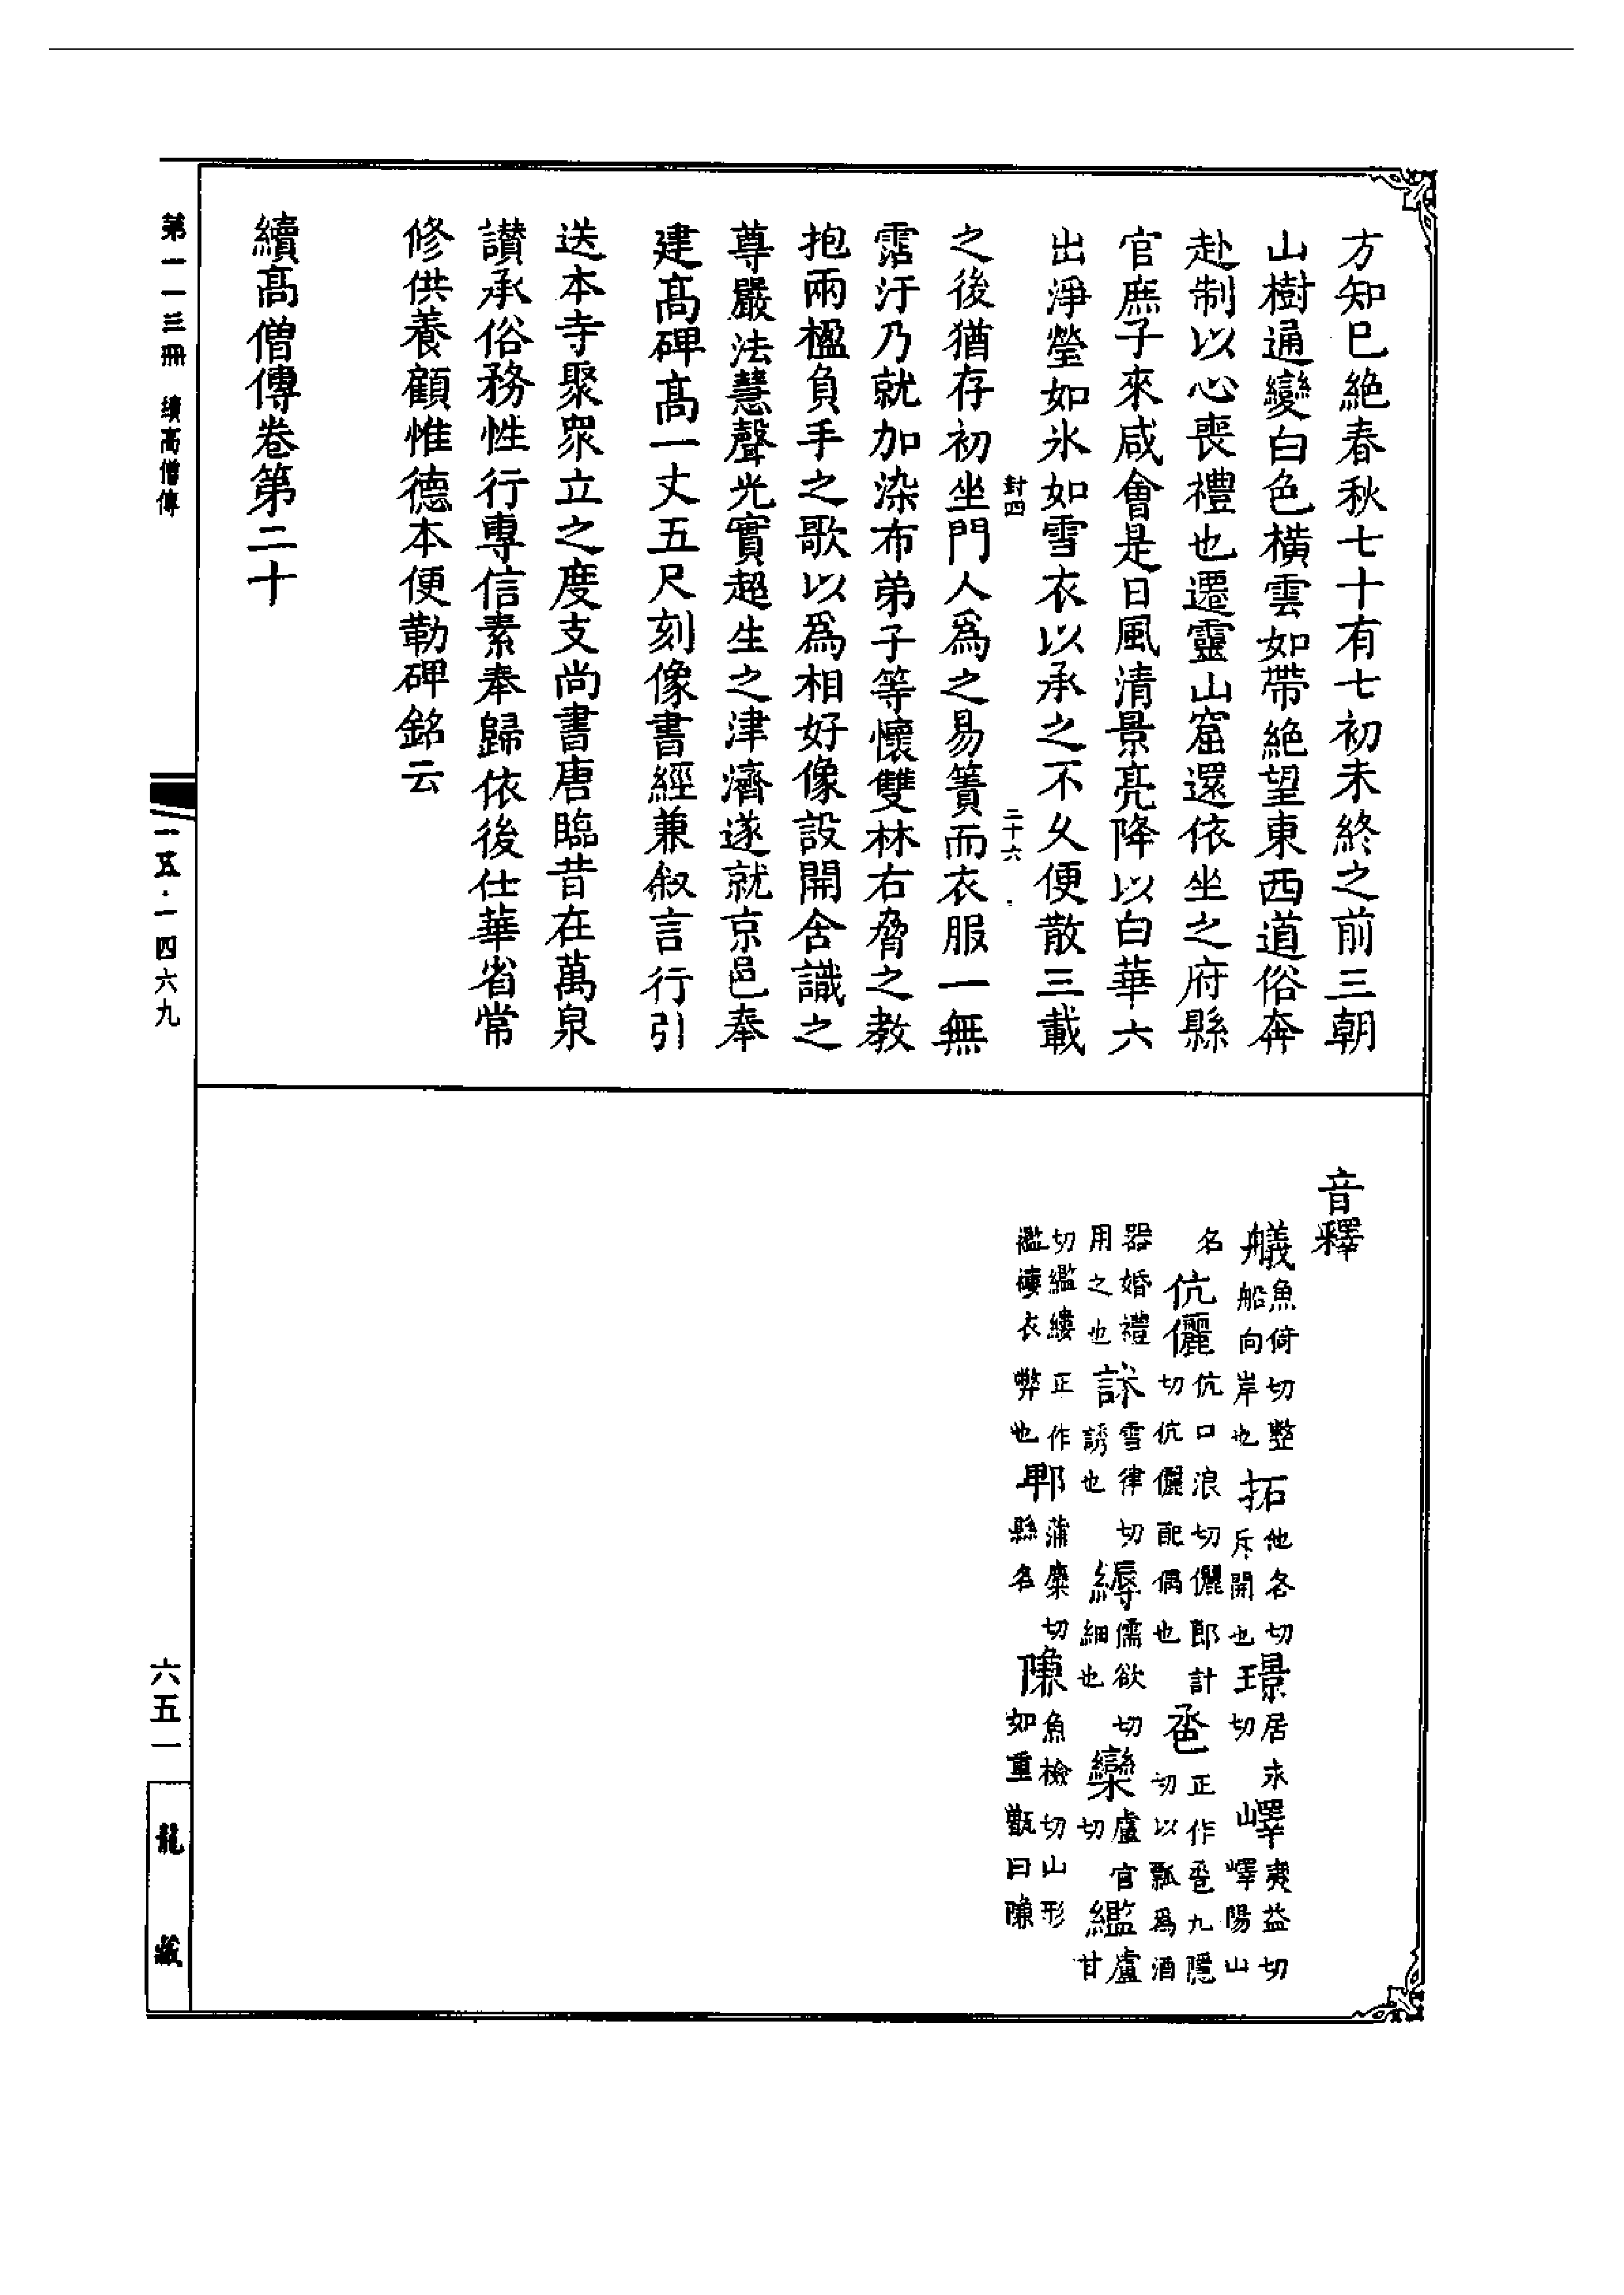 方知已絶春秋七十有七初未終之前三朝
山樹通變白色橫雲如帶絶望東西道俗奔
赴制以心喪禮也遷靈山窟還依坐之府縣
官庶子來咸會是日風清景亮降以白華六
出淨瑩如氷如雪衣以承之不久便散三載
封四 二十六
之後猶存初坐門人爲之易簀而衣服一無
霑汙乃就加染布弟子等懷雙林右脅之教
抱兩楹負手之歌以爲相好像設開含識之
尊嚴法慧聲光實超生之津濟遂就京邑奉
建髙碑髙一丈五尺刻像書經兼叙言行引
送本寺聚衆立之度支尚書唐臨昔在萬泉
讃承俗務性行專信素奉歸依後仕華省常
修供養顧惟德本便勒碑銘云
續髙僧傳卷第二十
音釋
艤魚倚切整船向岸也 拓他各切斥開也 璟居永切 嶧夷益切嶧陽山
名 伉儷伉口浪切儷郎計切伉儷配偶也 卺正作卺九隱切以瓢爲酒
器婚禮用之也 訹雪律切誘也 縟儒欲切細也 欒盧官切 繿盧甘
切繿縷正作襤褸衣弊也 郫蒲糜切縣名 隒魚檢切山形如重甑曰隒
第一一三冊 續高僧傳
一五·一四六九
六五一
龍藏